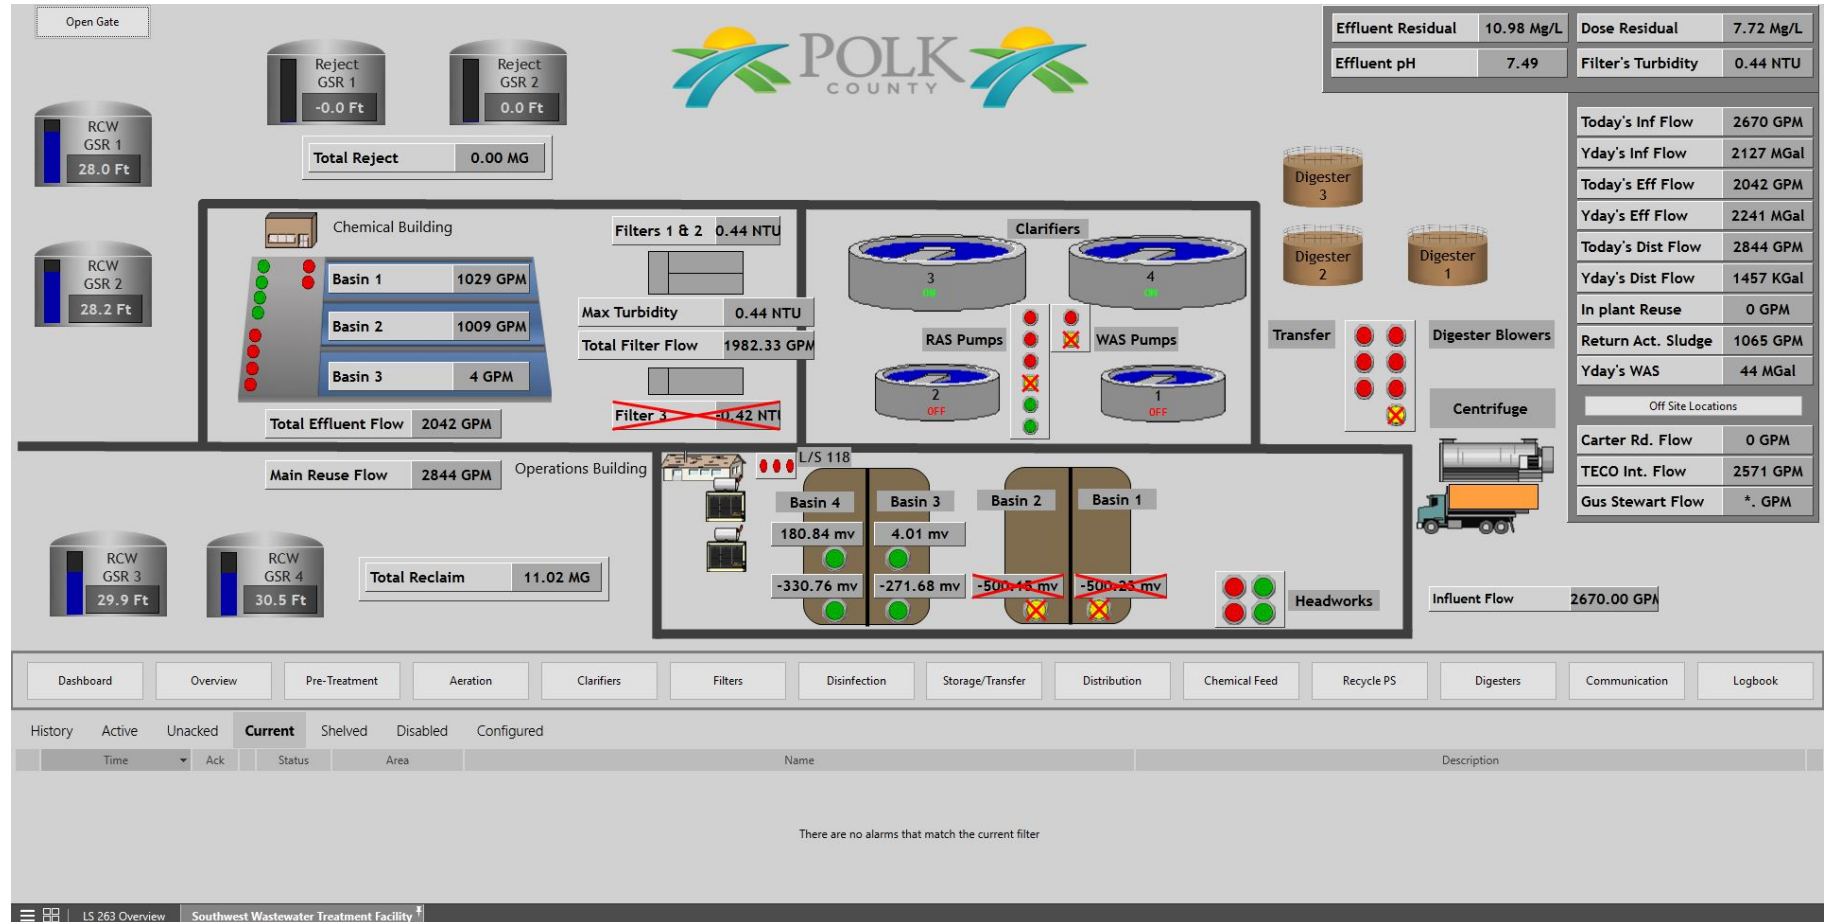 Open Gate
POLK
COUNTY
Effluent Residual 10.98 Mg/L Dose Residual 7.72 Mg/L
Effluent pH 7.49 Filter's Turbidity 0.44 NTU
Reject
GSR 1
-0.0 Ft
Reject
GSR 2
0.0 Ft
Total Reject 0.00 MG
RCW
GSR 1
28.0 Ft
RCW
GSR 2
28.2 Ft
Today's Inf Flow 2670 GPM
Yday's Inf Flow 2127 MGal
Today's Eff Flow 2042 GPM
Yday's Eff Flow 2241 MGal
Today's Dist Flow 2844 GPM
Yday's Dist Flow 1457 KGal
In plant Reuse 0 GPM
Return Act. Sludge 1065 GPM
Yday's WAS 44 MGal
Off Site Locations
Carter Rd. Flow 0 GPM
TECO Int. Flow 2571 GPM
Gus Stewart Flow *. GPM
Chemical Building
Basin 1 1029 GPM
Basin 2 1009 GPM
Basin 3 4 GPM
Total Effluent Flow 2042 GPM
Filters 1 & 2 0.44 NTU
Max Turbidity 0.44 NTU
Total Filter Flow 1982.33 GPM
Filter 3 -0.42 NTU
Clarifiers
3
ON
4
ON
RAS Pumps
WAS Pumps
2
OFF
1
OFF
Digester
3
Digester
2
Digester
1
Transfer
Digester Blowers
Centrifuge
Main Reuse Flow 2844 GPM
Operations Building
L/S 118
Basin 4 Basin 3 Basin 2 Basin 1
180.84 mv 4.01 mv
-330.76 mv -271.68 mv -500.15 mv -500.23 mv
Headworks
Influent Flow 2670.00 GPM
RCW
GSR 3
29.9 Ft
RCW
GSR 4
30.5 Ft
Total Reclaim 11.02 MG
Dashboard Overview Pre-Treatment Aeration Clarifiers Filters Disinfection Storage/Transfer Distribution Chemical Feed Recycle PS Digesters Communication Logbook
History Active Unacked Current Shelved Disabled Configured
Time Ack Status Area Name Description
There are no alarms that match the current filter
LS 263 Overview Southwest Wastewater Treatment Facility